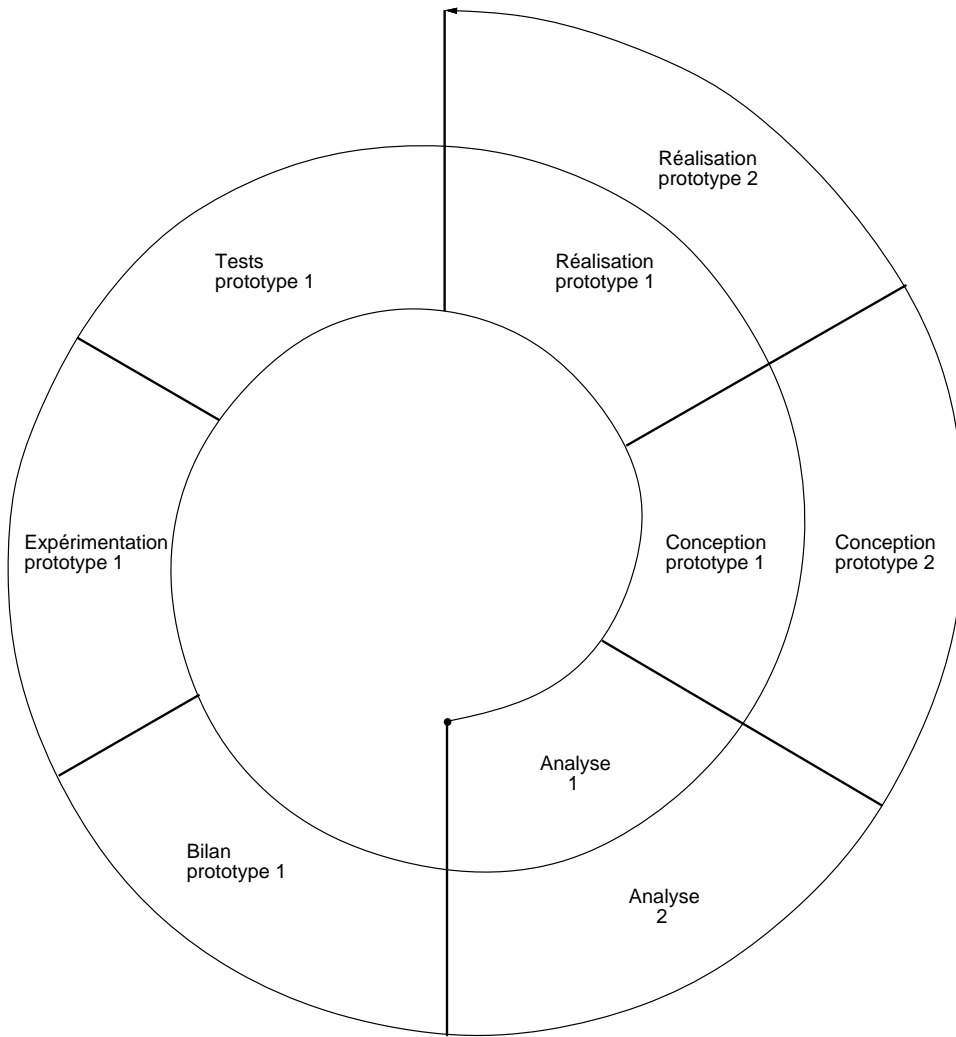 Réalisation
prototype 2
Tests
prototype 1
Réalisation
prototype 1
Expérimentation
prototype 1
Conception
prototype 1
Conception
prototype 2
Analyse
1
Bilan
prototype 1
Analyse
2